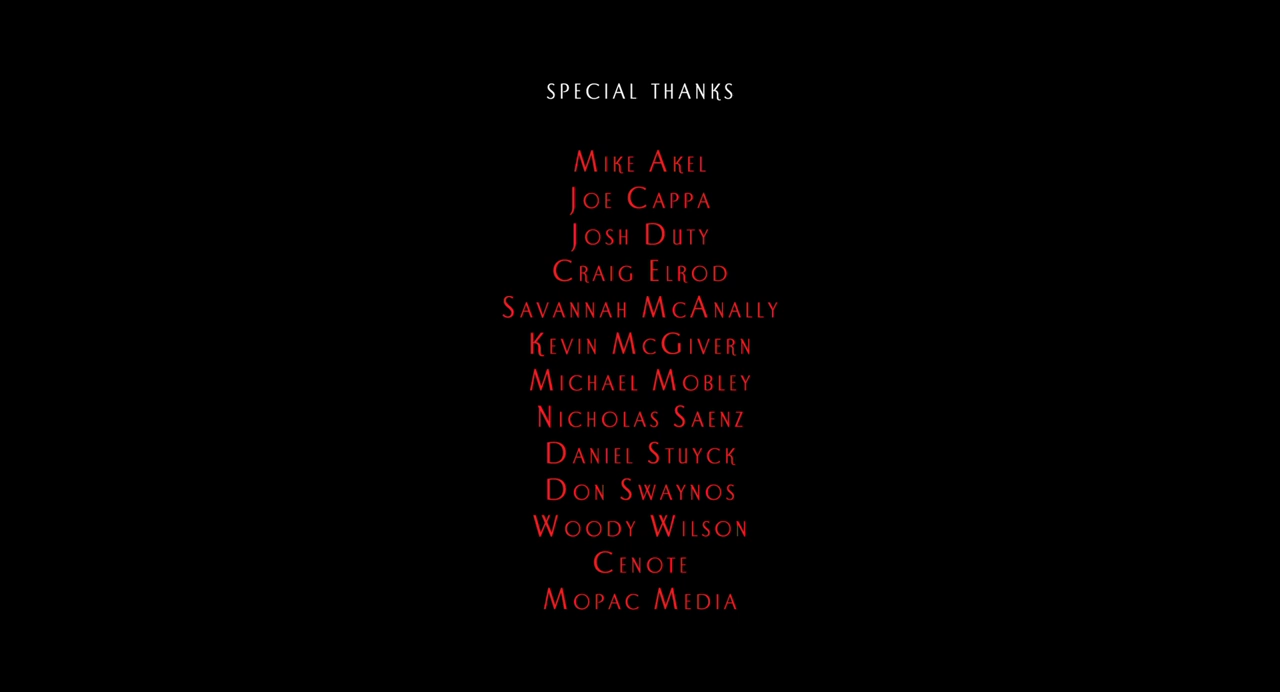 SPECIAL THANKS
MIKE AKEL
JOE CAPPA
JOSH DUTY
CRAIG ELROD
SAVANNAH MCANALLY
KEVIN MCGIVERN
MICHAEL MOBLEY
NICHOLAS SAENZ
DANIEL STUYCK
DON SWAYNOS
WOODY WILSON
CENOTE
MOPAC MEDIA